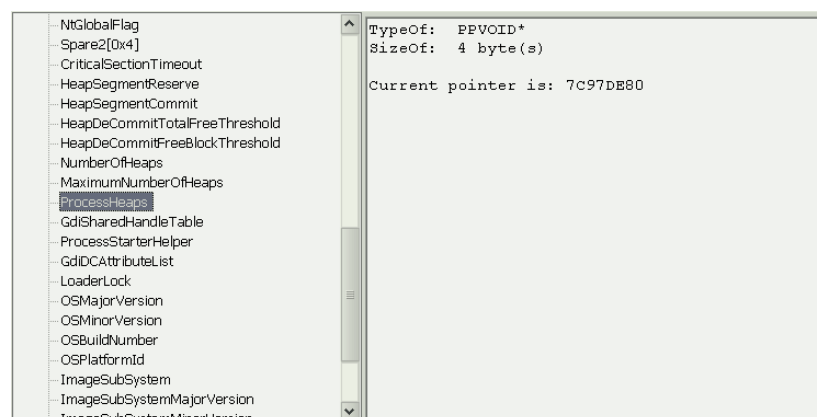 NtGlobalFlag
Spare2[0x4]
CriticalSectionTimeout
HeapSegmentReserve
HeapSegmentCommit
HeapDeCommitTotalFreeThreshold
HeapDeCommitFreeBlockThreshold
NumberOfHeaps
MaximumNumberOfHeaps
ProcessHeaps
GdiSharedHandleTable
ProcessStarterHelper
GdiDCAttributeList
LoaderLock
OSMajorVersion
OSMinorVersion
OSBuildNumber
OSPlatformId
ImageSubSystem
ImageSubSystemMajorVersion
ImageSubSystemMinorVersion
TypeOf: PPVOID*
SizeOf: 4 byte(s)
Current pointer is: 7C97DE80